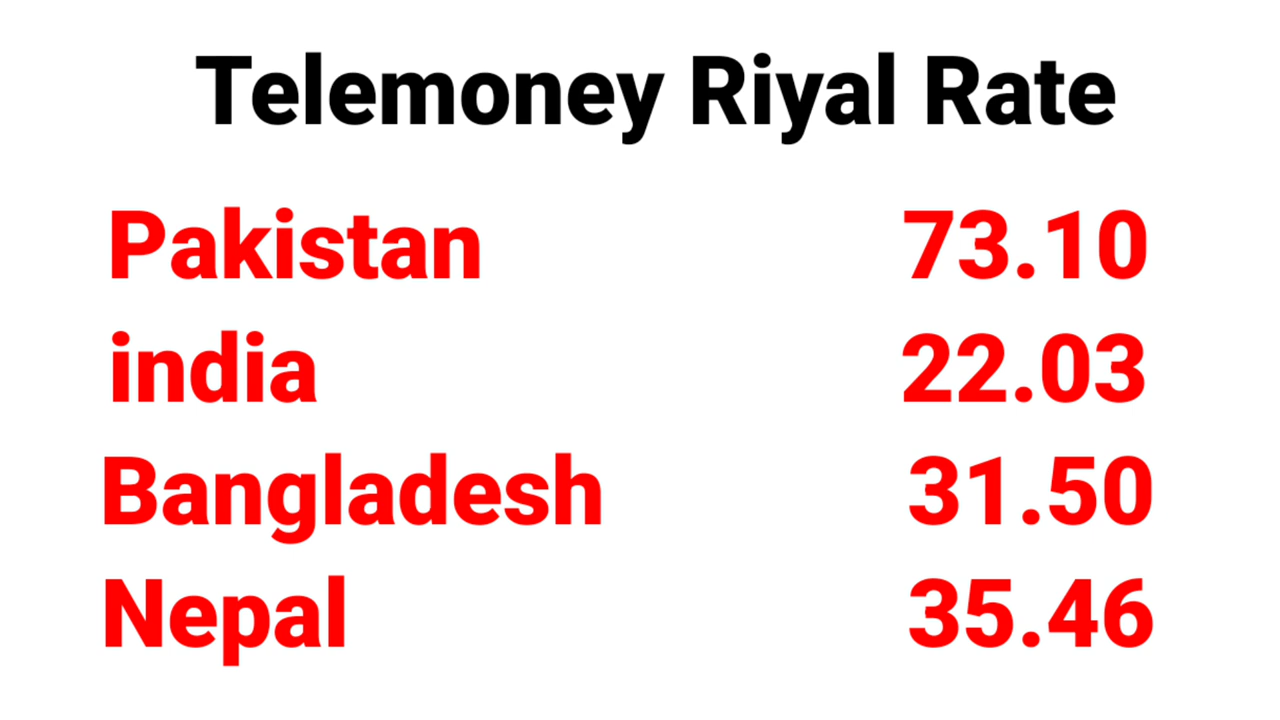 Telemoney Riyal Rate
Pakistan 73.10
india 22.03
Bangladesh 31.50
Nepal 35.46